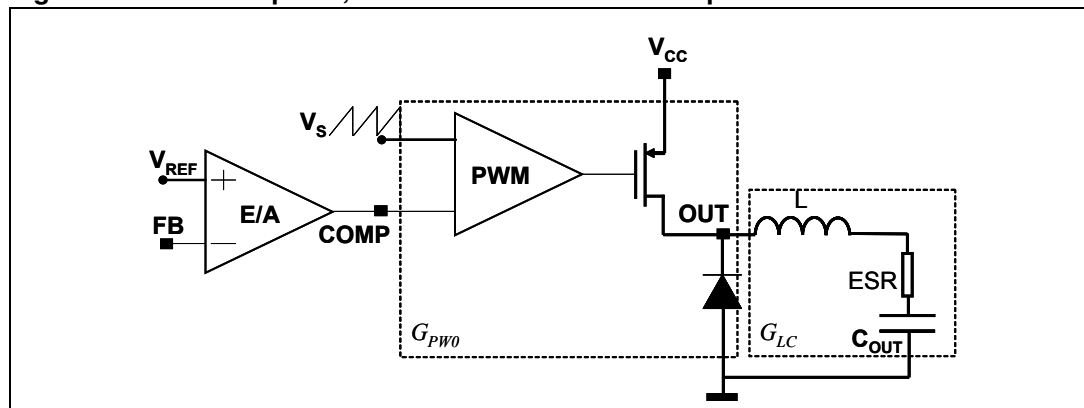 V_CC
V_S
V_REF
+
E/A
PWM
FB
−
COMP
OUT
L
ESR
C_OUT
G_PW0
G_LC